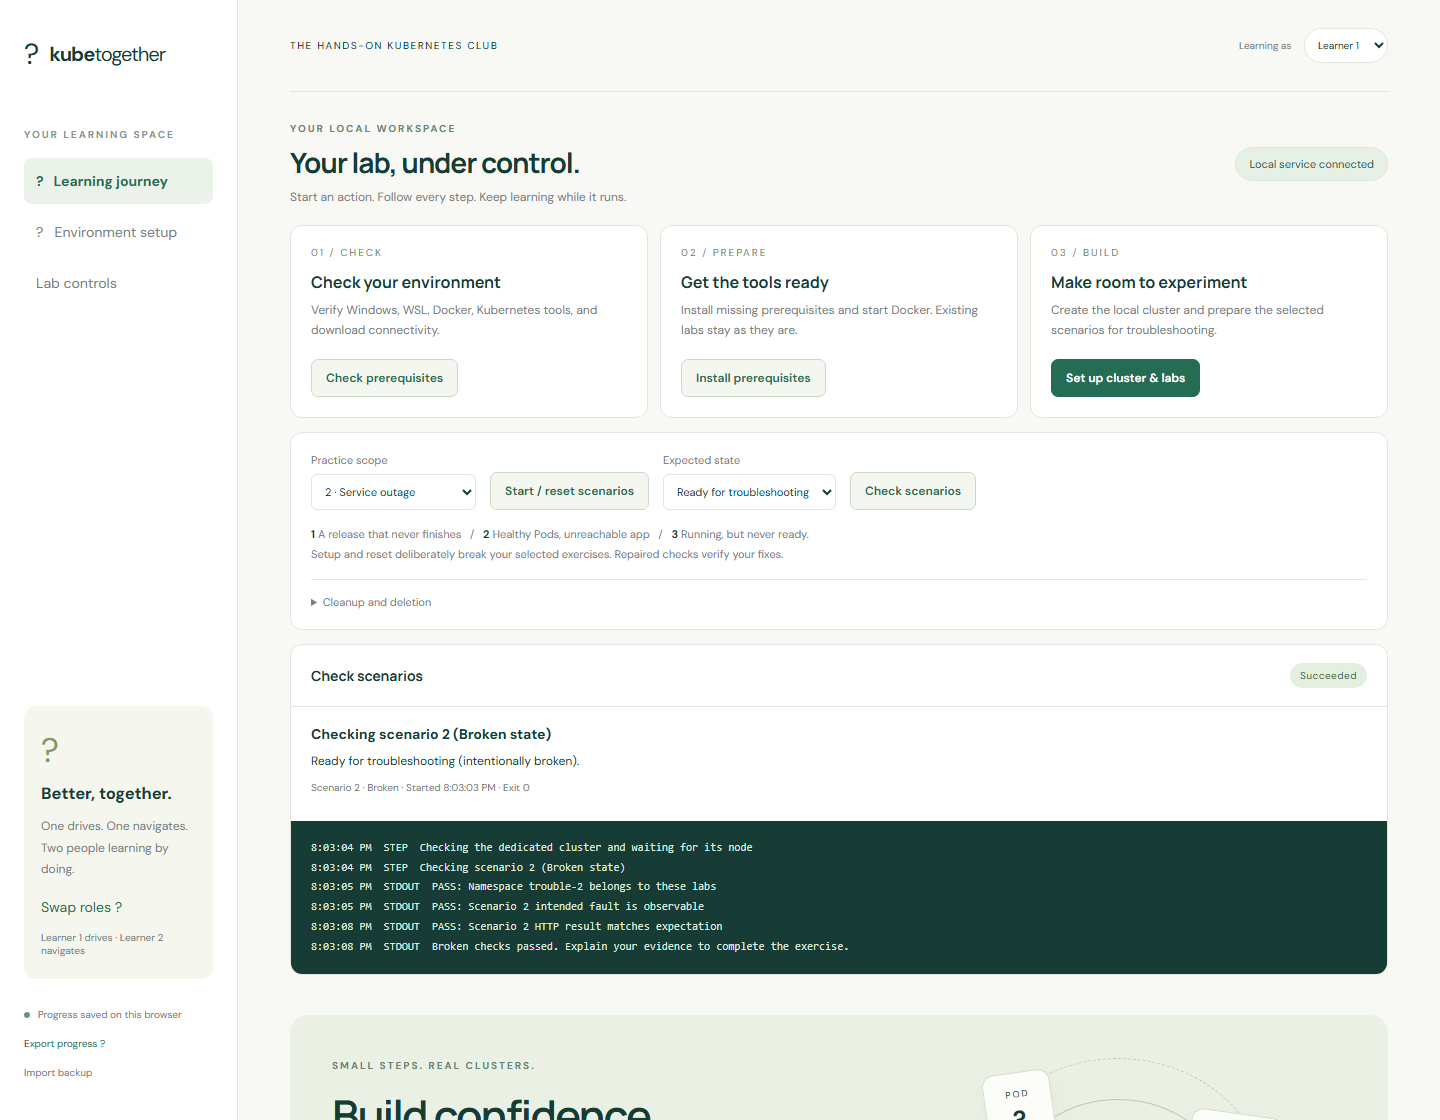 ? kubetogether
YOUR LEARNING SPACE
? Learning journey
? Environment setup
Lab controls
?
Better, together.
One drives. One navigates.
Two people learning by
doing.
Swap roles ?
Learner 1 drives · Learner 2
navigates
Progress saved on this browser
Export progress ?
Import backup
THE HANDS-ON KUBERNETES CLUB
Learning as
Learner 1
YOUR LOCAL WORKSPACE
Your lab, under control.
Start an action. Follow every step. Keep learning while it runs.
Local service connected
01 / CHECK
Check your environment
Verify Windows, WSL, Docker, Kubernetes tools, and
download connectivity.
Check prerequisites
02 / PREPARE
Get the tools ready
Install missing prerequisites and start Docker. Existing
labs stay as they are.
Install prerequisites
03 / BUILD
Make room to experiment
Create the local cluster and prepare the selected
scenarios for troubleshooting.
Set up cluster & labs
Practice scope
2 · Service outage
Start / reset scenarios
Expected state
Ready for troubleshooting
Check scenarios
1 A release that never finishes / 2 Healthy Pods, unreachable app / 3 Running, but never ready.
Setup and reset deliberately break your selected exercises. Repaired checks verify your fixes.
Cleanup and deletion
Check scenarios
Succeeded
Checking scenario 2 (Broken state)
Ready for troubleshooting (intentionally broken).
Scenario 2 · Broken · Started 8:03:03 PM · Exit 0
8:03:04 PM STEP Checking the dedicated cluster and waiting for its node
8:03:04 PM STEP Checking scenario 2 (Broken state)
8:03:05 PM STDOUT PASS: Namespace trouble-2 belongs to these labs
8:03:05 PM STDOUT PASS: Scenario 2 intended fault is observable
8:03:08 PM STDOUT PASS: Scenario 2 HTTP result matches expectation
8:03:08 PM STDOUT Broken checks passed. Explain your evidence to complete the exercise.
SMALL STEPS. REAL CLUSTERS.
Build confidence
POD